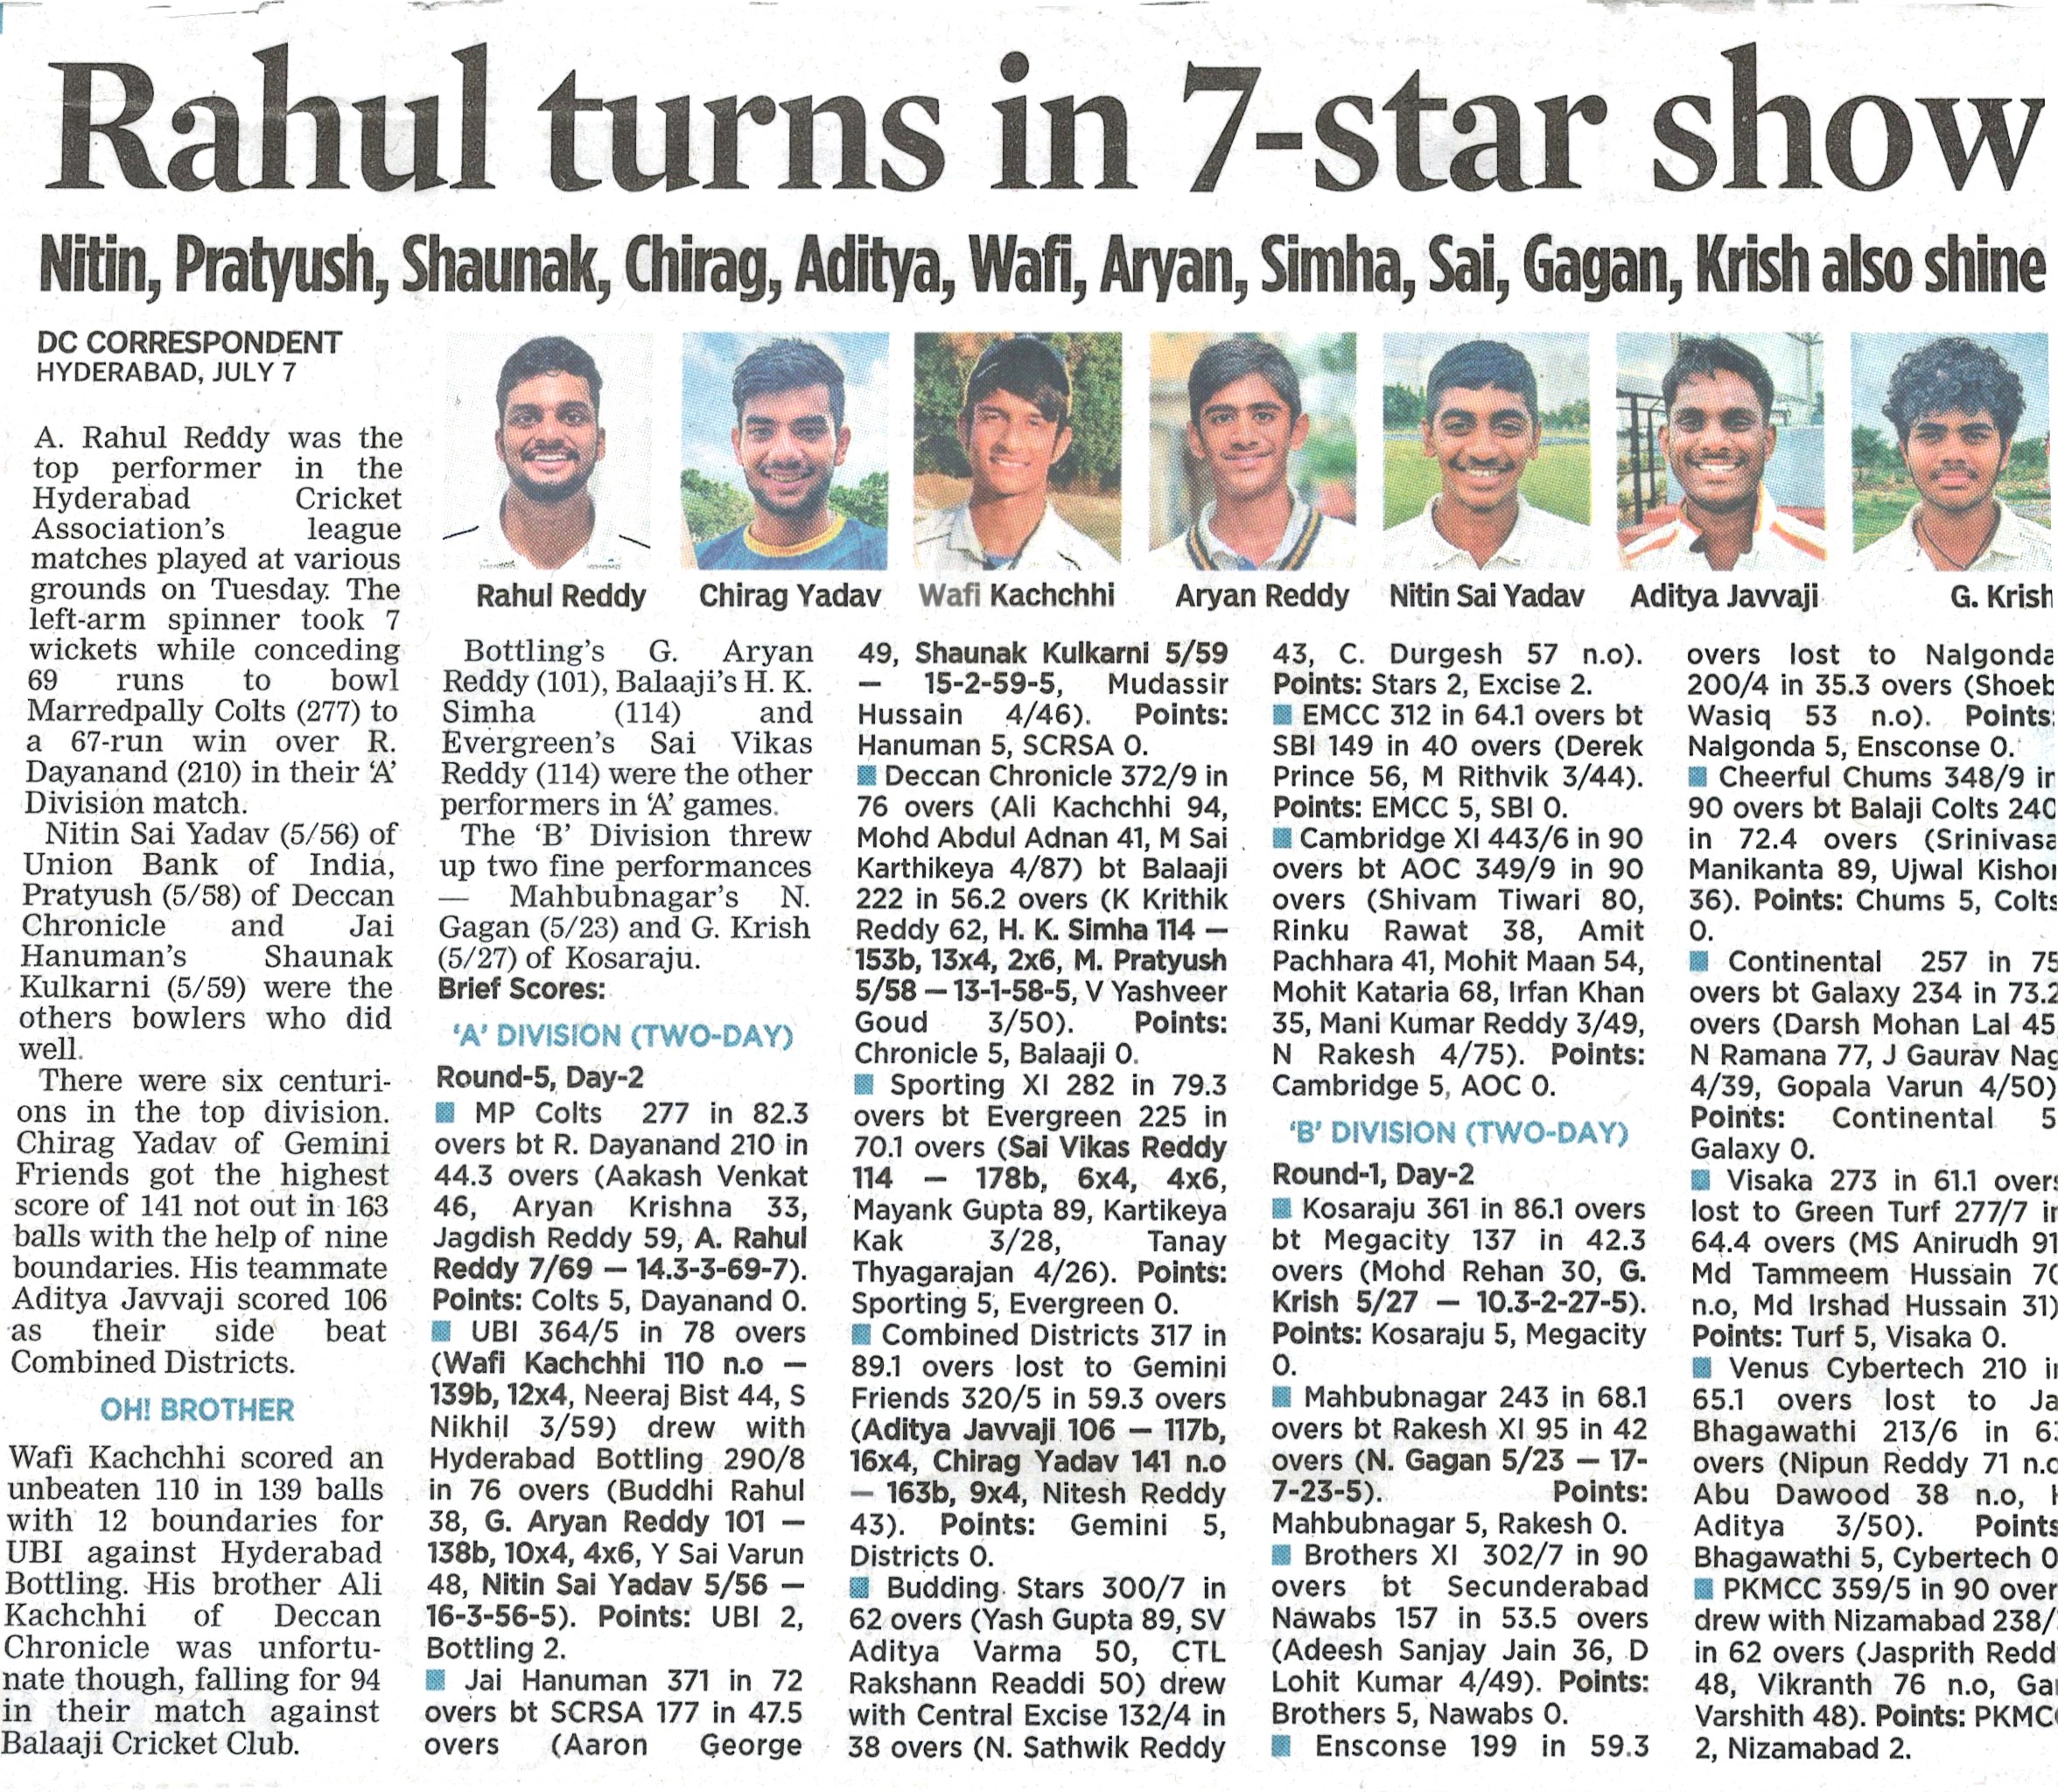 Rahul turns in 7-star show
Nitin, Pratyush, Shaunak, Chirag, Aditya, Wafi, Aryan, Simha, Sai, Gagan, Krish also shine
DC CORRESPONDENT
HYDERABAD, JULY 7
A. Rahul Reddy was the
top performer in the
Hyderabad Cricket
Association's league
matches played at various
grounds on Tuesday. The
left-arm spinner took 7
wickets while conceding
69 runs to bowl
Marredpally Colts (277) to
a 67-run win over R.
Dayanand (210) in their 'A'
Division match.
Nitin Sai Yadav (5/56) of
Union Bank of India,
Pratyush (5/58) of Deccan
Chronicle and Jai
Hanuman's Shaunak
Kulkarni (5/59) were the
others bowlers who did
well.
There were six centuri-
ons in the top division.
Chirag Yadav of Gemini
Friends got the highest
score of 141 not out in 163
balls with the help of nine
boundaries. His teammate
Aditya Javvaji scored 106
as their side beat
Combined Districts.
OH! BROTHER
Wafi Kachchhi scored an
unbeaten 110 in 139 balls
with 12 boundaries for
UBI against Hyderabad
Bottling. His brother Ali
Kachchhi of Deccan
Chronicle was unfortu-
nate though, falling for 94
in their match against
Balaaji Cricket Club.
Rahul Reddy
Chirag Yadav
Wafi Kachchhi
Aryan Reddy
Nitin Sai Yadav
Aditya Javvaji
G. Krish
Bottling's G. Aryan
Reddy (101), Balaaji's H. K.
Simha (114) and
Evergreen's Sai Vikas
Reddy (114) were the other
performers in 'A' games.
The 'B' Division threw
up two fine performances
— Mahbubnagar's N.
Gagan (5/23) and G. Krish
(5/27) of Kosaraju.
Brief Scores:
'A' DIVISION (TWO-DAY)
Round-5, Day-2
■ MP Colts 277 in 82.3
overs bt R. Dayanand 210 in
44.3 overs (Aakash Venkat
46, Aryan Krishna 33,
Jagdish Reddy 59, A. Rahul
Reddy 7/69 — 14.3-3-69-7).
Points: Colts 5, Dayanand 0.
■ UBI 364/5 in 78 overs
(Wafi Kachchhi 110 n.o —
139b, 12x4, Neeraj Bist 44, S
Nikhil 3/59) drew with
Hyderabad Bottling 290/8
in 76 overs (Buddhi Rahul
38, G. Aryan Reddy 101 —
138b, 10x4, 4x6, Y Sai Varun
48, Nitin Sai Yadav 5/56 —
16-3-56-5). Points: UBI 2,
Bottling 2.
■ Jai Hanuman 371 in 72
overs bt SCRSA 177 in 47.5
overs (Aaron George
49, Shaunak Kulkarni 5/59
— 15-2-59-5, Mudassir
Hussain 4/46). Points:
Hanuman 5, SCRSA 0.
■ Deccan Chronicle 372/9 in
76 overs (Ali Kachchhi 94,
Mohd Abdul Adnan 41, M Sai
Karthikeya 4/87) bt Balaaji
222 in 56.2 overs (K Krithik
Reddy 62, H. K. Simha 114 —
153b, 13x4, 2x6, M. Pratyush
5/58 — 13-1-58-5, V Yashveer
Goud 3/50). Points:
Chronicle 5, Balaaji 0.
■ Sporting XI 282 in 79.3
overs bt Evergreen 225 in
70.1 overs (Sai Vikas Reddy
114 — 178b, 6x4, 4x6,
Mayank Gupta 89, Kartikeya
Kak 3/28, Tanay
Thyagarajan 4/26). Points:
Sporting 5, Evergreen 0.
■ Combined Districts 317 in
89.1 overs lost to Gemini
Friends 320/5 in 59.3 overs
(Aditya Javvaji 106 — 117b,
16x4, Chirag Yadav 141 n.o
— 163b, 9x4, Nitesh Reddy
43). Points: Gemini 5,
Districts 0.
■ Budding Stars 300/7 in
62 overs (Yash Gupta 89, SV
Aditya Varma 50, CTL
Rakshann Readdi 50) drew
with Central Excise 132/4 in
38 overs (N. Sathwik Reddy
43, C. Durgesh 57 n.o).
Points: Stars 2, Excise 2.
■ EMCC 312 in 64.1 overs bt
SBI 149 in 40 overs (Derek
Prince 56, M Rithvik 3/44).
Points: EMCC 5, SBI 0.
■ Cambridge XI 443/6 in 90
overs bt AOC 349/9 in 90
overs (Shivam Tiwari 80,
Rinku Rawat 38, Amit
Pachhara 41, Mohit Maan 54,
Mohit Kataria 68, Irfan Khan
35, Mani Kumar Reddy 3/49,
N Rakesh 4/75). Points:
Cambridge 5, AOC 0.
'B' DIVISION (TWO-DAY)
Round-1, Day-2
■ Kosaraju 361 in 86.1 overs
bt Megacity 137 in 42.3
overs (Mohd Rehan 30, G.
Krish 5/27 — 10.3-2-27-5).
Points: Kosaraju 5, Megacity
0.
■ Mahbubnagar 243 in 68.1
overs bt Rakesh XI 95 in 42
overs (N. Gagan 5/23 — 17-
7-23-5). Points:
Mahbubnagar 5, Rakesh 0.
■ Brothers XI 302/7 in 90
overs bt Secunderabad
Nawabs 157 in 53.5 overs
(Adeesh Sanjay Jain 36, D
Lohit Kumar 4/49). Points:
Brothers 5, Nawabs 0.
■ Ensconse 199 in 59.3
overs lost to Nalgonda
200/4 in 35.3 overs (Shoeb
Wasiq 53 n.o). Points:
Nalgonda 5, Ensconse 0.
■ Cheerful Chums 348/9 in
90 overs bt Balaji Colts 240
in 72.4 overs (Srinivasa
Manikanta 89, Ujwal Kishor
36). Points: Chums 5, Colts
0.
■ Continental 257 in 75
overs bt Galaxy 234 in 73.2
overs (Darsh Mohan Lal 45,
N Ramana 77, J Gaurav Nag
4/39, Gopala Varun 4/50)
Points: Continental 5
Galaxy 0.
■ Visaka 273 in 61.1 overs
lost to Green Turf 277/7 in
64.4 overs (MS Anirudh 91
Md Tammeem Hussain 70
n.o, Md Irshad Hussain 31)
Points: Turf 5, Visaka 0.
■ Venus Cybertech 210 in
65.1 overs lost to Ja
Bhagawathi 213/6 in
overs (Nipun Reddy 71 n.o
Abu Dawood 38 n.o,
Aditya 3/50). Points
Bhagawathi 5, Cybertech 0
■ PKMCC 359/5 in 90 over
drew with Nizamabad 238/
in 62 overs (Jasprith Redd
48, Vikranth 76 n.o, Ga
Varshith 48). Points: PKMC
2, Nizamabad 2.